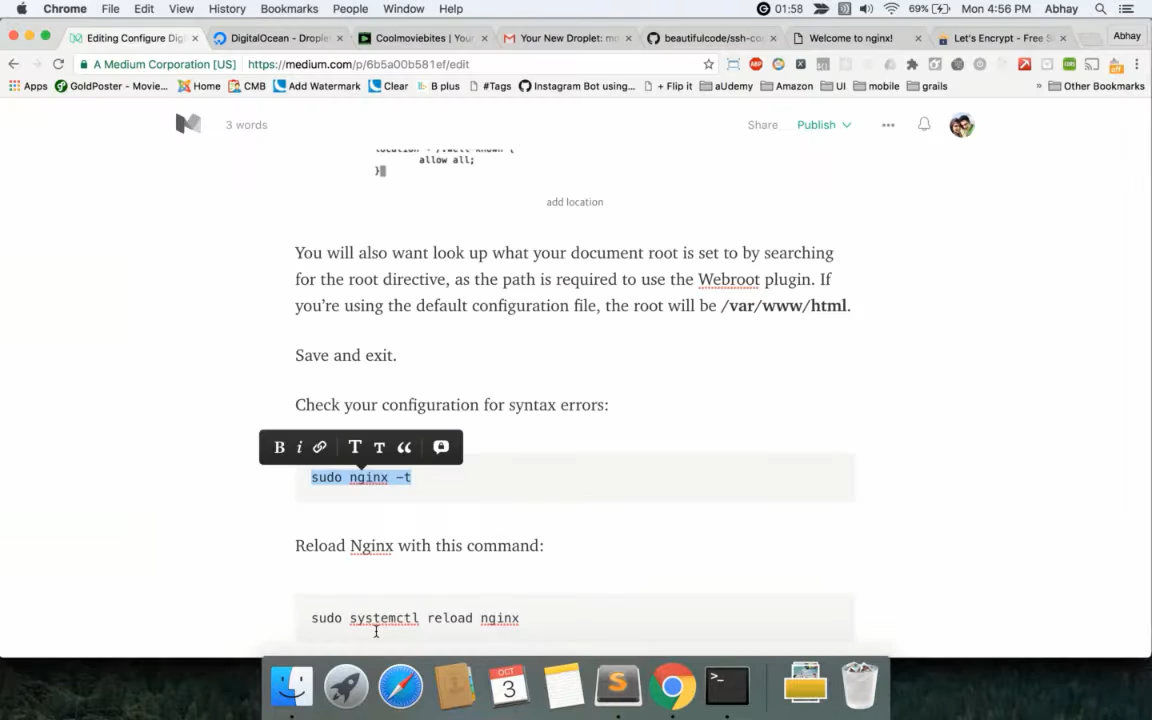 Chrome File Edit View History Bookmarks People Window Help 01:58 69% Mon 4:56 PM Abhay
Editing Configure Digi DigitalOcean - Drople Coolmoviebites | Your Your New Droplet: mo beautifulcode/ssh-co Welcome to nginx! Let's Encrypt - Free S Abhay
A Medium Corporation [US] https://medium.com/p/6b5a00b581ef/edit
Apps GoldPoster - Movie... Home CMB Add Watermark Clear B plus #Tags Instagram Bot using... + Flip it aUdemy Amazon UI mobile grails » Other Bookmarks
3 words Share Publish
allow all;
}
add location
You will also want look up what your document root is set to by searching
for the root directive, as the path is required to use the Webroot plugin. If
you're using the default configuration file, the root will be /var/www/html.
Save and exit.
Check your configuration for syntax errors:
B i T T
sudo nginx -t
Reload Nginx with this command:
sudo systemctl reload nginx
OCT
3